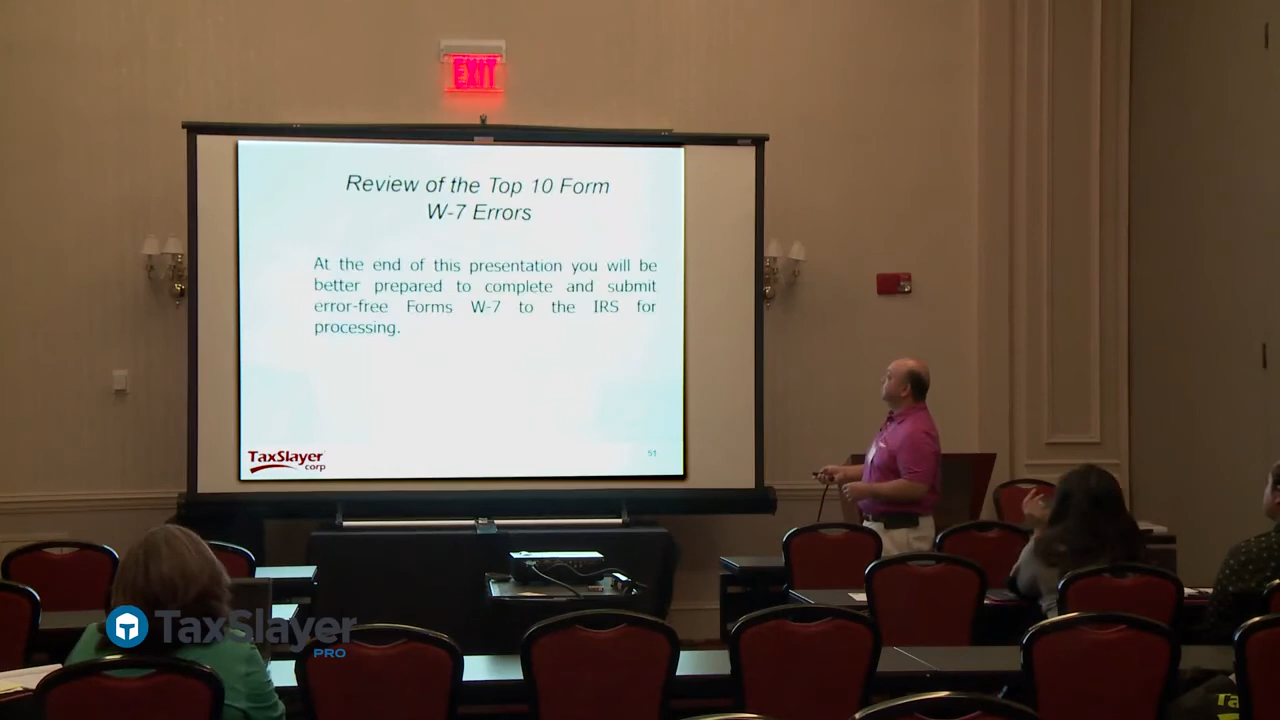 EXIT
Review of the Top 10 Form
W-7 Errors
At the end of this presentation you will be
better prepared to complete and submit
error-free Forms W-7 to the IRS for
processing.
TaxSlayer
corp
51
TaxSlayer
PRO